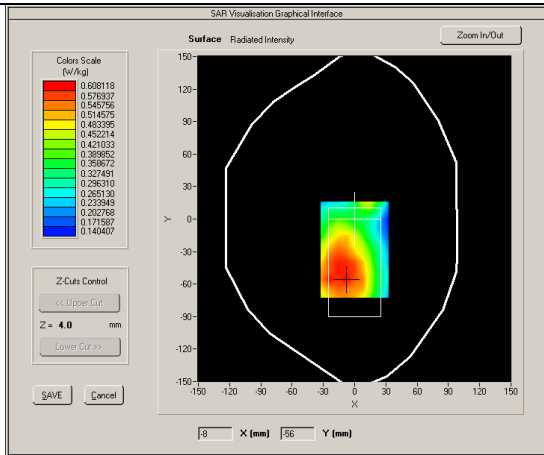 SAR Visualisation Graphical Interface
Surface Radiated Intensity
Zoom In/Out
Colors Scale
(W/kg)
0.608118
0.576937
0.545756
0.514575
0.483395
0.452214
0.421033
0.389852
0.358672
0.327491
0.296310
0.265130
0.233949
0.202768
0.171587
0.140407
Z-Cuts Control
<< Upper Cut
Z = 4.0 mm
Lower Cut >>
SAVE Cancel
150-
120-
90-
60-
30-
0-
-30-
-60-
-90-
-120-
-150-
Y
-150 -120 -90 -60 -30 0 30 60 90 120 150
X
-8 X (mm) -56 Y (mm)